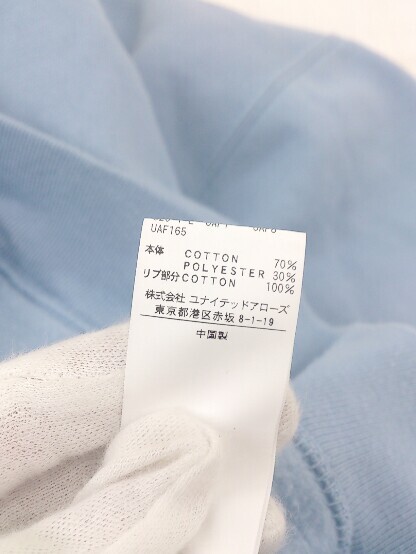 UAF165
本体 COTTON 70%
POLYESTER 30%
リブ部分 COTTON 100%
株式会社 ユナイテッドアローズ
東京都港区赤坂 8-1-19
中国製